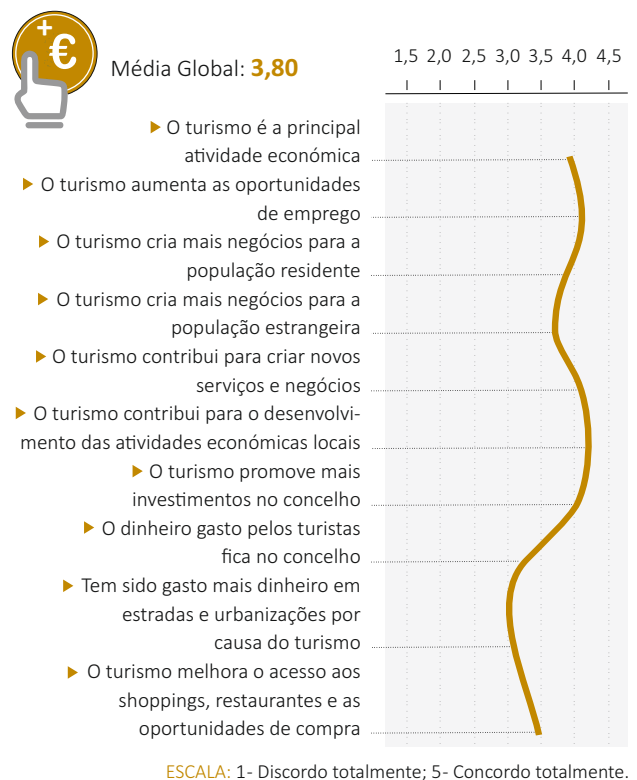 +
€
Média Global: 3,80
1,5 2,0 2,5 3,0 3,5 4,0 4,5
O turismo é a principal
atividade económica
O turismo aumenta as oportunidades
de emprego
O turismo cria mais negócios para a
população residente
O turismo cria mais negócios para a
população estrangeira
O turismo contribui para criar novos
serviços e negócios
O turismo contribui para o desenvolvi-
mento das atividades económicas locais
O turismo promove mais
investimentos no concelho
O dinheiro gasto pelos turistas
fica no concelho
Tem sido gasto mais dinheiro em
estradas e urbanizações por
causa do turismo
O turismo melhora o acesso aos
shoppings, restaurantes e as
oportunidades de compra
ESCALA: 1- Discordo totalmente; 5- Concordo totalmente.